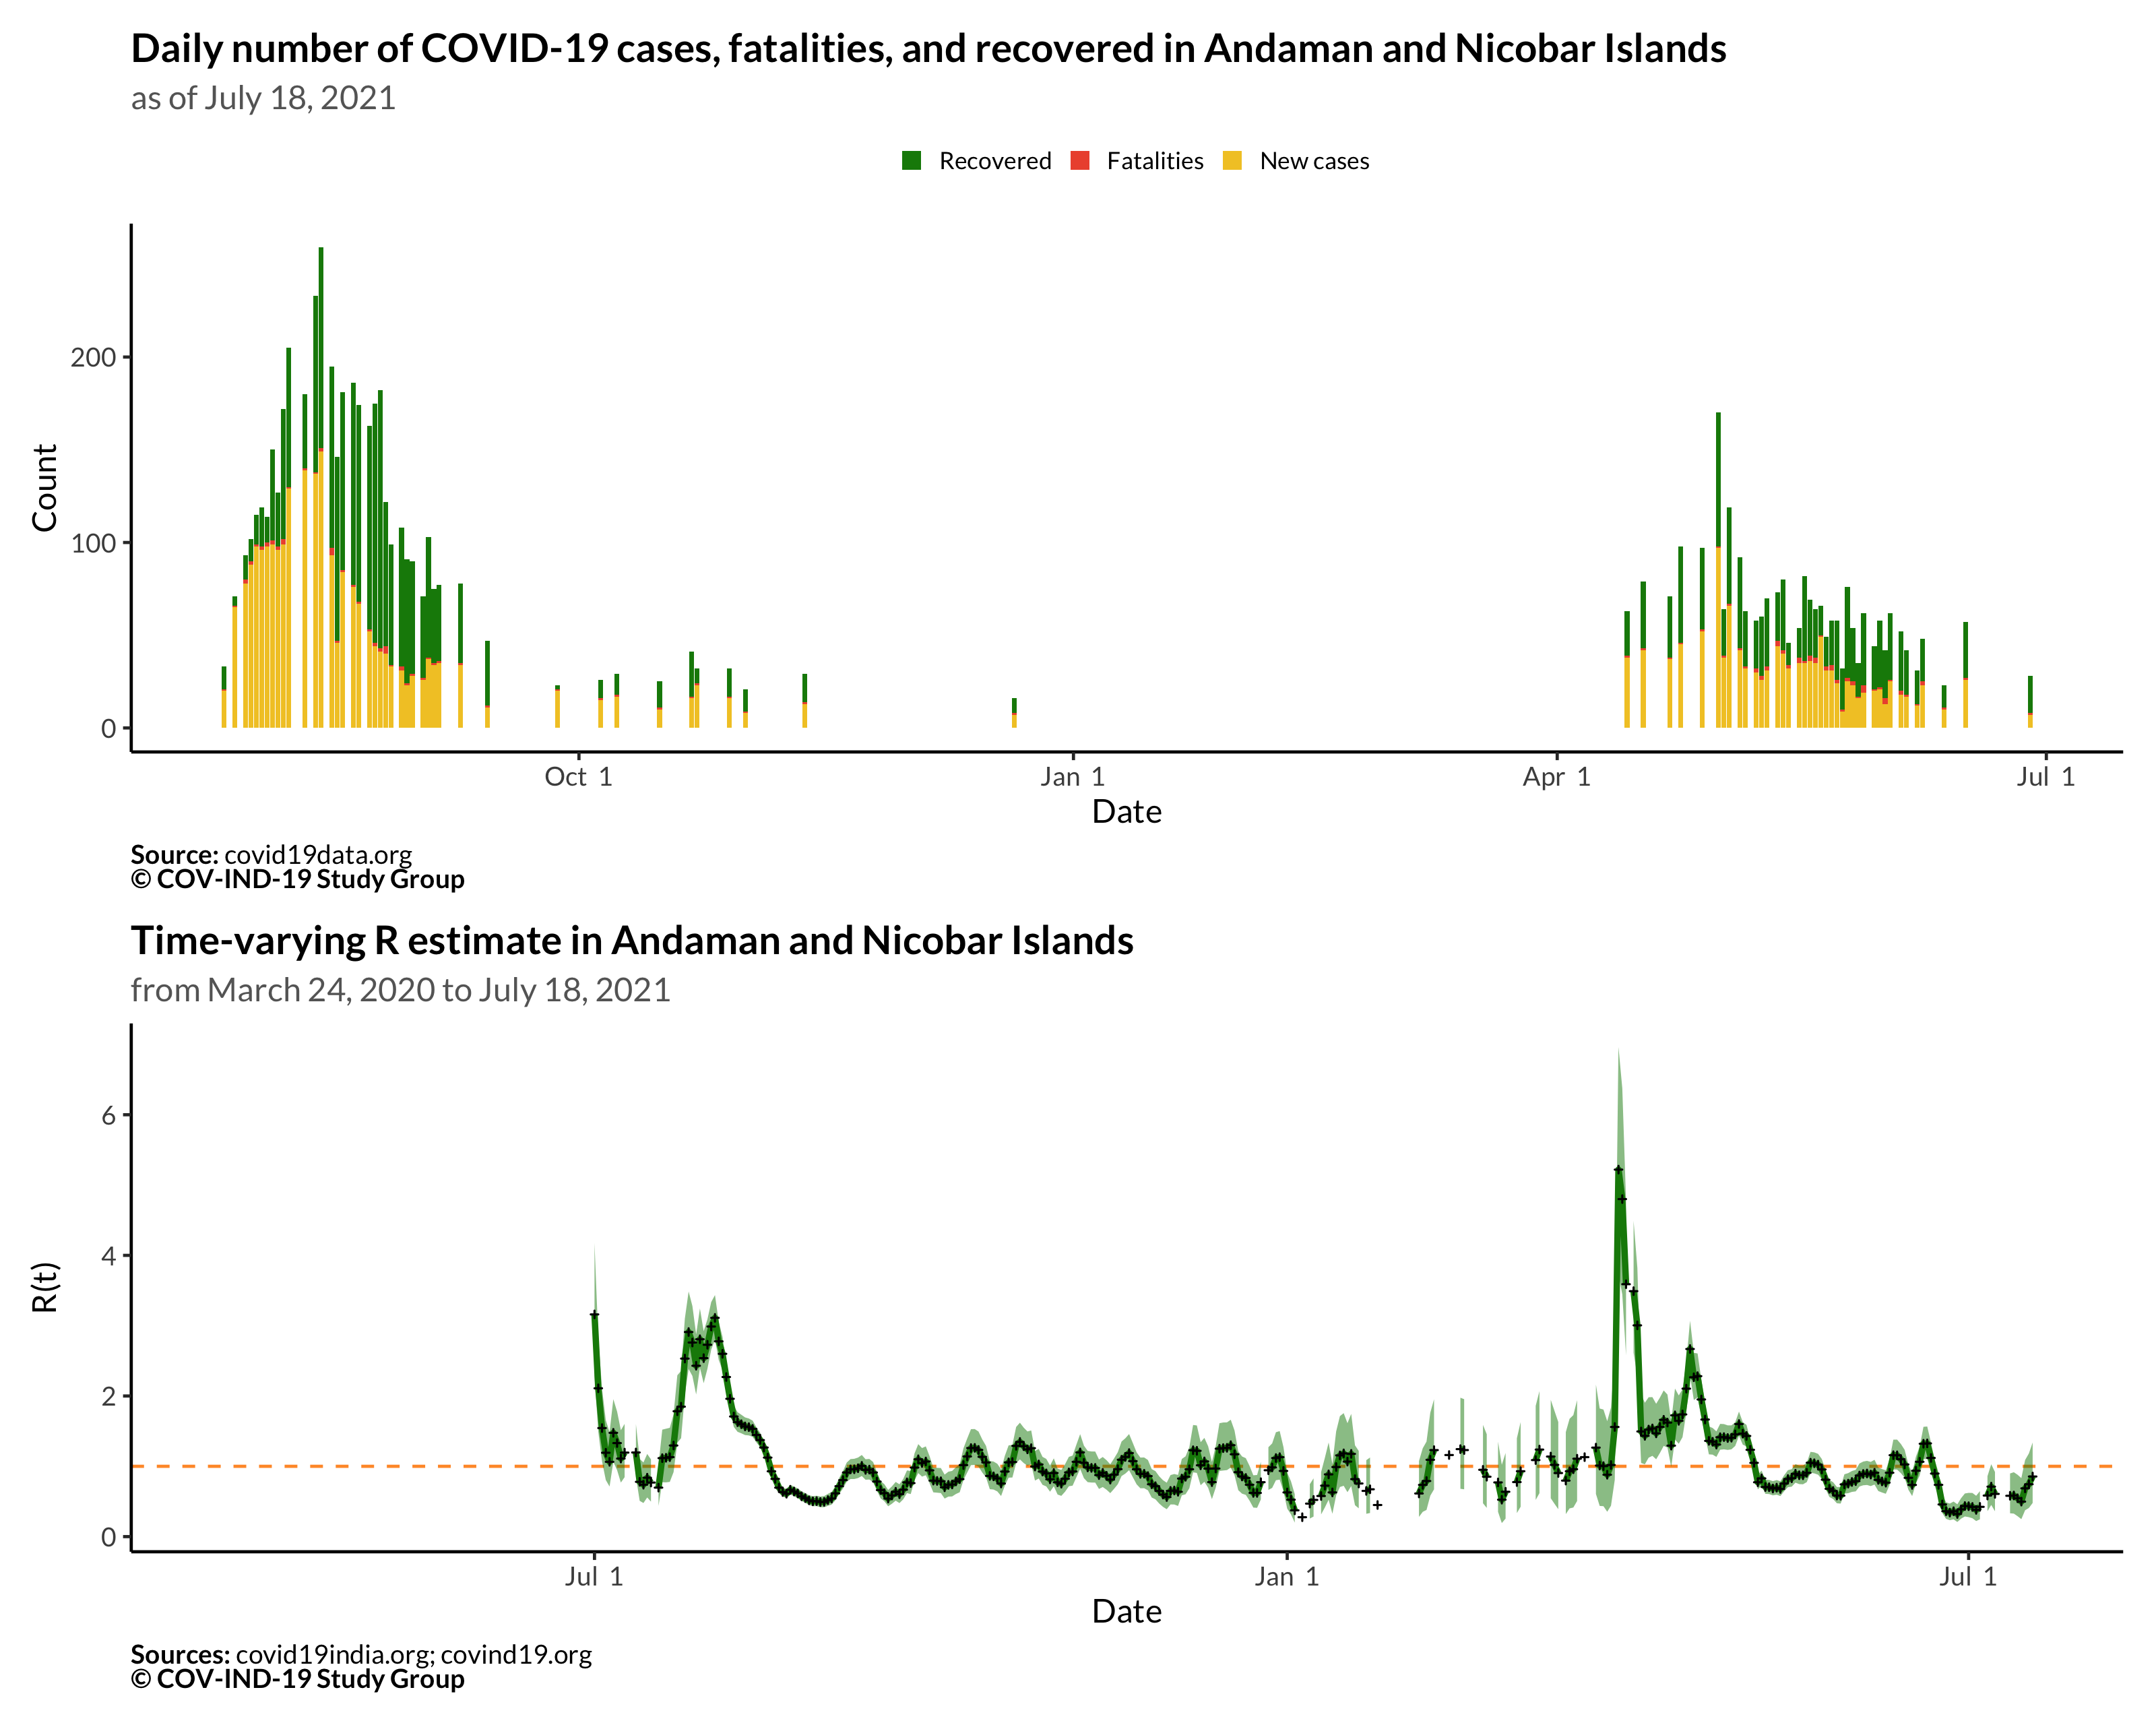 Daily number of COVID-19 cases, fatalities, and recovered in Andaman and Nicobar Islands
as of July 18, 2021
Recovered Fatalities New cases
Count
200
100
0
Oct 1 Jan 1 Apr 1 Jul 1
Date
Source: covid19data.org
© COV-IND-19 Study Group
Time-varying R estimate in Andaman and Nicobar Islands
from March 24, 2020 to July 18, 2021
R(t)
6
4
2
0
Jul 1 Jan 1 Jul 1
Date
Sources: covid19india.org; covind19.org
© COV-IND-19 Study Group